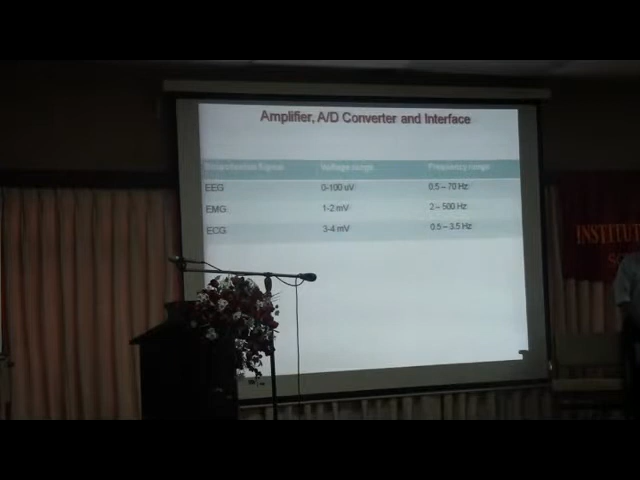 Amplifier, A/D Converter and Interface
Voltage range Frequency range
EEG 0-100 uV 0.5 – 70 Hz
EMG 1-2 mV 2 – 500 Hz
ECG 3-4 mV 0.5 – 3.5 Hz
INSTITUT